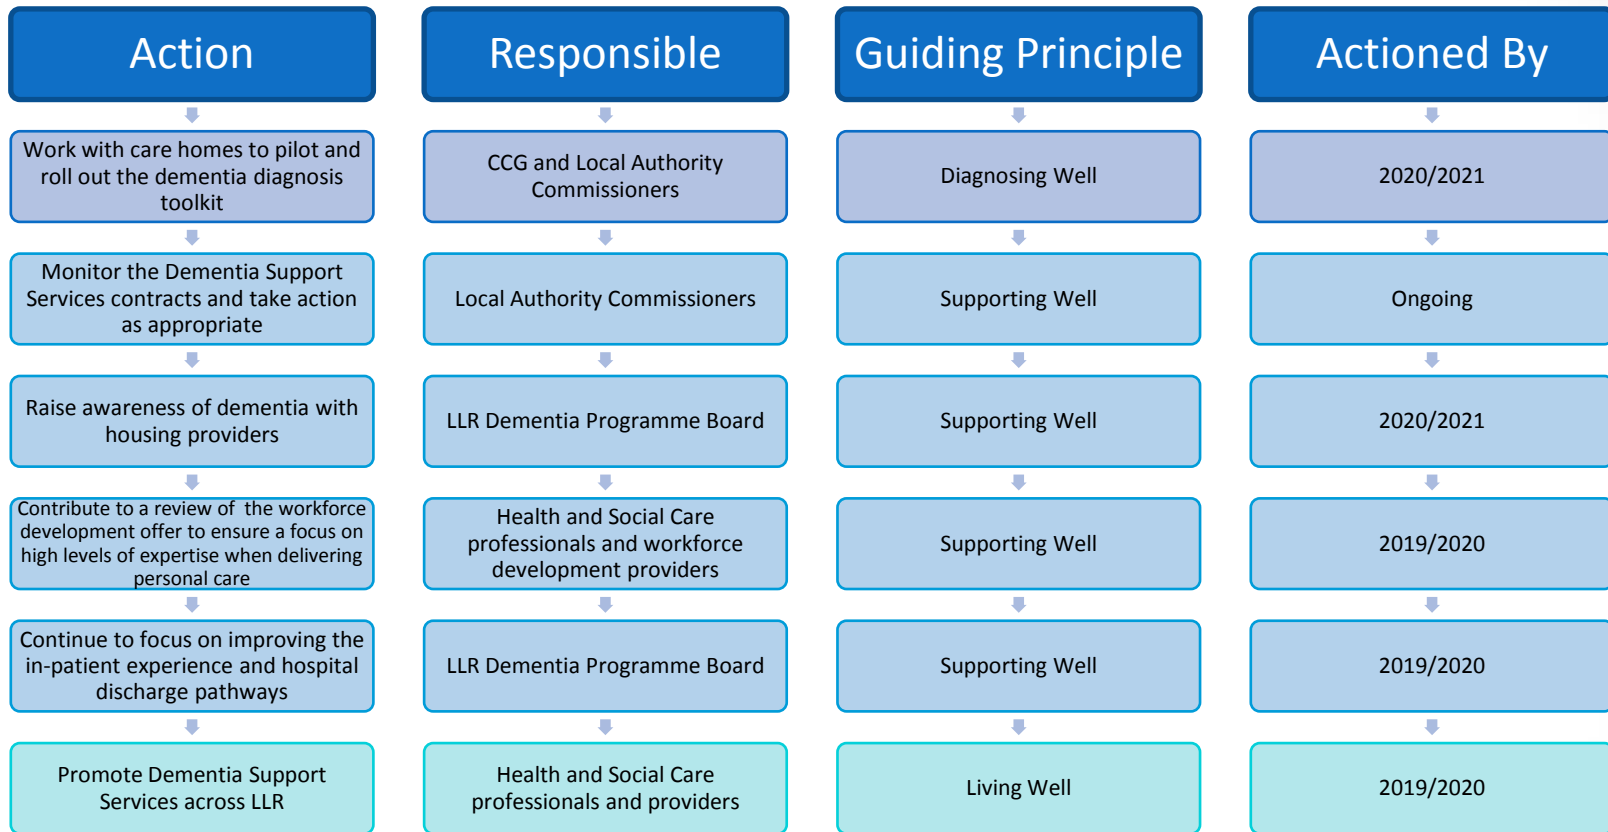 Action
Responsible
Guiding Principle
Actioned By
Work with care homes to pilot and
roll out the dementia diagnosis
toolkit
CCG and Local Authority
Commissioners
Diagnosing Well
2020/2021
Monitor the Dementia Support
Services contracts and take action
as appropriate
Local Authority Commissioners
Supporting Well
Ongoing
Raise awareness of dementia with
housing providers
LLR Dementia Programme Board
Supporting Well
2020/2021
Contribute to a review of the workforce
development offer to ensure a focus on
high levels of expertise when delivering
personal care
Health and Social Care
professionals and workforce
development providers
Supporting Well
2019/2020
Continue to focus on improving the
in-patient experience and hospital
discharge pathways
LLR Dementia Programme Board
Supporting Well
2019/2020
Promote Dementia Support
Services across LLR
Health and Social Care
professionals and providers
Living Well
2019/2020